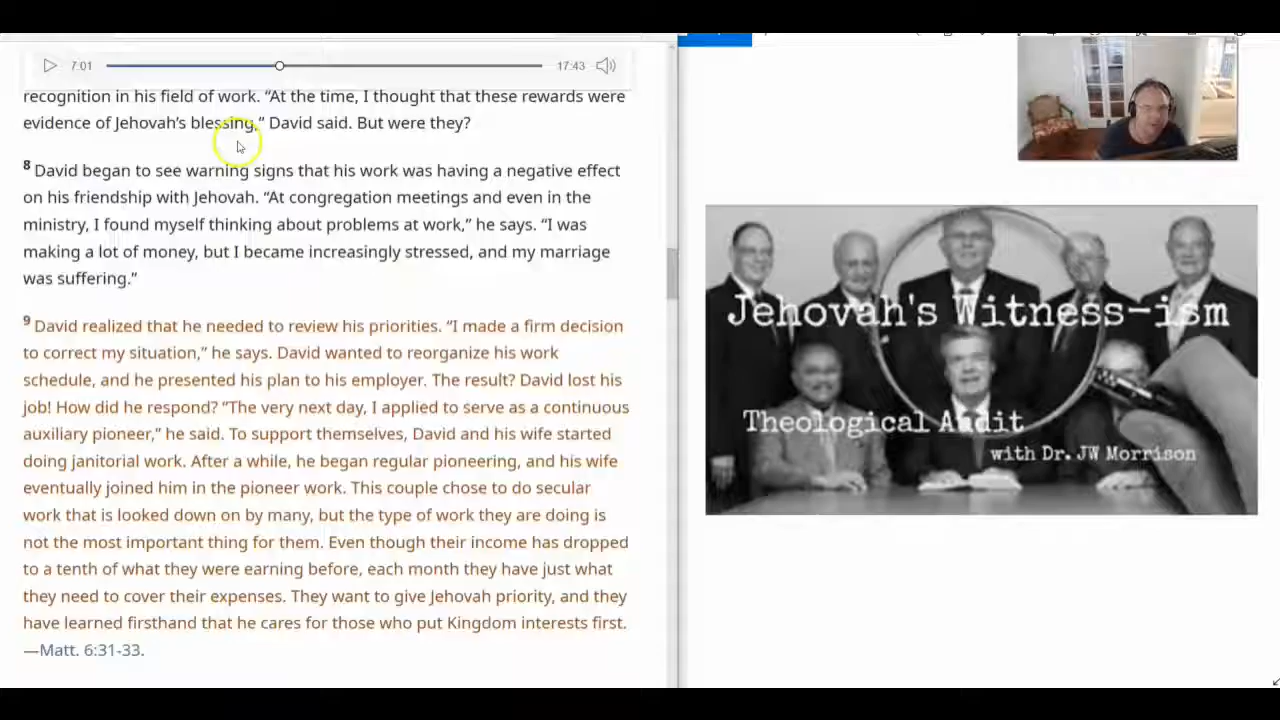 7:01
17:43
recognition in his field of work. “At the time, I thought that these rewards were
evidence of Jehovah’s blessing,” David said. But were they?
8 David began to see warning signs that his work was having a negative effect
on his friendship with Jehovah. “At congregation meetings and even in the
ministry, I found myself thinking about problems at work,” he says. “I was
making a lot of money, but I became increasingly stressed, and my marriage
was suffering.”
9 David realized that he needed to review his priorities. “I made a firm decision
to correct my situation,” he says. David wanted to reorganize his work
schedule, and he presented his plan to his employer. The result? David lost his
job! How did he respond? “The very next day, I applied to serve as a continuous
auxiliary pioneer,” he said. To support themselves, David and his wife started
doing janitorial work. After a while, he began regular pioneering, and his wife
eventually joined him in the pioneer work. This couple chose to do secular
work that is looked down on by many, but the type of work they are doing is
not the most important thing for them. Even though their income has dropped
to a tenth of what they were earning before, each month they have just what
they need to cover their expenses. They want to give Jehovah priority, and they
have learned firsthand that he cares for those who put Kingdom interests first.
—Matt. 6:31-33.
Jehovah's Witness-ism
Theological Audit
with Dr. JW Morrison